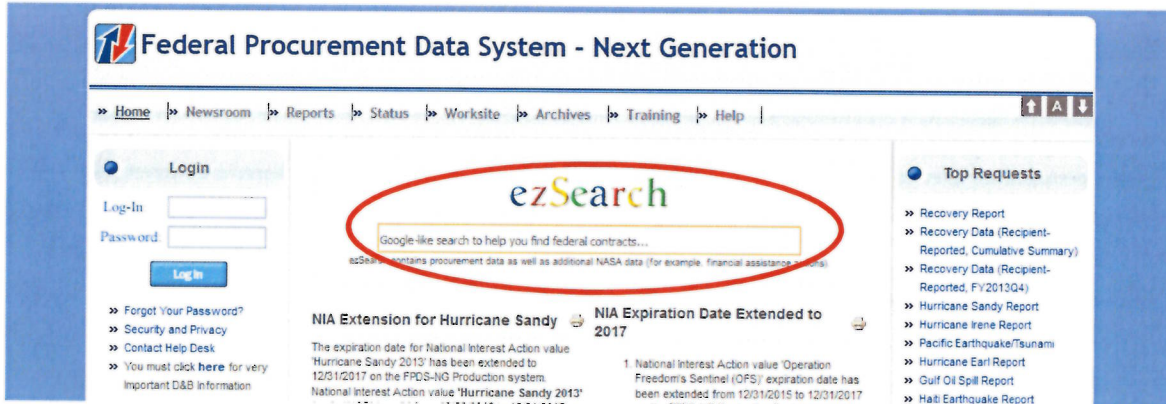 Federal Procurement Data System - Next Generation
» Home » Newsroom » Reports » Status » Worksite » Archives » Training » Help
A
Login
Log-In
Password
Log In
» Forgot Your Password?
» Security and Privacy
» Contact Help Desk
» You must click here for very
Important D&B Information
ezSearch
Google-like search to help you find federal contracts...
ezSearch contains procurement data as well as additional NASA data (for example, financial assistance actions).
NIA Extension for Hurricane Sandy
The expiration date for National Interest Action value
'Hurricane Sandy 2013' has been extended to
12/31/2017 on the FPDS-NG Production system.
National Interest Action value 'Hurricane Sandy 2013'
NIA Expiration Date Extended to
2017
1. National Interest Action value 'Operation
Freedom's Sentinel (OFS)' expiration date has
been extended from 12/31/2015 to 12/31/2017
Top Requests
» Recovery Report
» Recovery Data (Recipient-
Reported, Cumulative Summary)
» Recovery Data (Recipient-
Reported, FY2013Q4)
» Hurricane Sandy Report
» Hurricane Irene Report
» Pacific Earthquake/Tsunami
» Hurricane Earl Report
» Gulf Oil Spill Report
» Haiti Earthquake Report